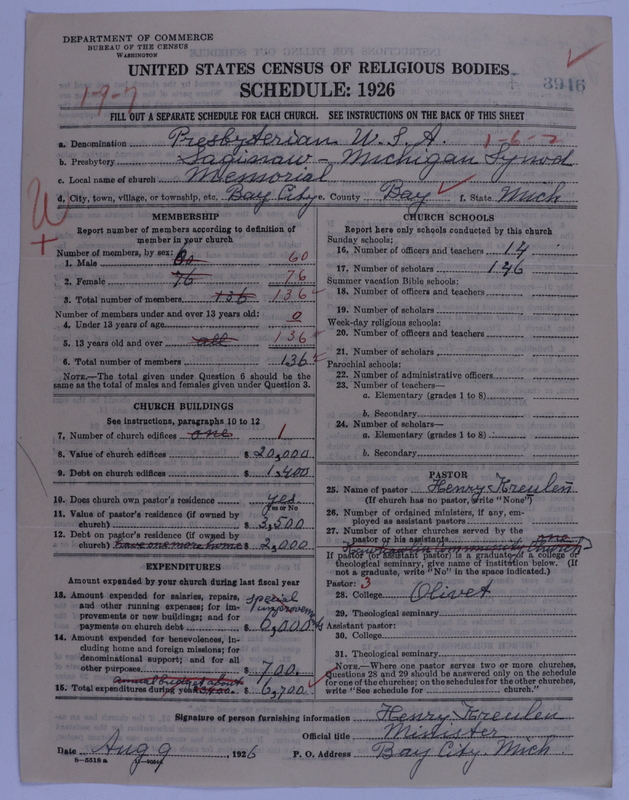 DEPARTMENT OF COMMERCE
BUREAU OF THE CENSUS
WASHINGTON
UNITED STATES CENSUS OF RELIGIOUS BODIES
3946
SCHEDULE: 1926
1-9-7
FILL OUT A SEPARATE SCHEDULE FOR EACH CHURCH. SEE INSTRUCTIONS ON THE BACK OF THIS SHEET
a. Denomination Presbyterian U. S. A. 1-6-2
b. Presbytery Saginaw - Michigan Synod
c. Local name of church Memorial
d. City, town, village, or township, etc. Bay City e. County Bay f. State Mich
MEMBERSHIP
Report number of members according to definition of
member in your church
Number of members, by sex:
1. Male 60 60
2. Female 76 76
3. Total number of members 136 136
Number of members under and over 13 years old:
4. Under 13 years of age 0
5. 13 years old and over all 136
6. Total number of members 136
NOTE.—The total given under Question 6 should be the
same as the total of males and females given under Question 3.
CHURCH BUILDINGS
See instructions, paragraphs 10 to 12
7. Number of church edifices one 1
8. Value of church edifices $ 20,000
9. Debt on church edifices $ 1,400
10. Does church own pastor's residence yes
Yes or No
11. Value of pastor's residence (if owned by
church) $ 3,500
12. Debt on pastor's residence (if owned by
church) have one more home $ 2,000
EXPENDITURES
Amount expended by your church during last fiscal year
13. Amount expended for salaries, repairs,
and other running expenses; for im-
provements or new buildings; and for
payments on church debt special improvements $ 6,000
14. Amount expended for benevolences, in-
cluding home and foreign missions; for
denominational support; and for all
other purposes $ 700.
annual budget about
15. Total expenditures during year $ 6,700
CHURCH SCHOOLS
Report here only schools conducted by this church
Sunday schools:
16. Number of officers and teachers 14
17. Number of scholars 146
Summer vacation Bible schools:
18. Number of officers and teachers
19. Number of scholars
Week-day religious schools:
20. Number of officers and teachers
21. Number of scholars
Parochial schools:
22. Number of administrative officers
23. Number of teachers—
a. Elementary (grades 1 to 8)
b. Secondary
24. Number of scholars—
a. Elementary (grades 1 to 8)
b. Secondary
PASTOR
25. Name of pastor Henry Kreulen
(If church has no pastor, write "None")
26. Number of ordained ministers, if any, em-
ployed as assistant pastors
27. Number of other churches served by the
pastor or his assistants one
Community Church
If pastor (or assistant pastor) is a graduate of a college or
theological seminary, give name of institution below. (If
not a graduate, write "No" in the space indicated.)
Pastor: 3
28. College Olivet
29. Theological seminary
Assistant pastor:
30. College
31. Theological seminary
NOTE.—Where one pastor serves two or more churches,
Questions 28 and 29 should be answered only on the schedule
for one of the churches; on the schedules for the other churches,
write "See schedule for church."
Signature of person furnishing information Henry Kreulen
Official title Minister
Date Aug 9, 1926 P. O. Address Bay City. Mich
8-5518 a